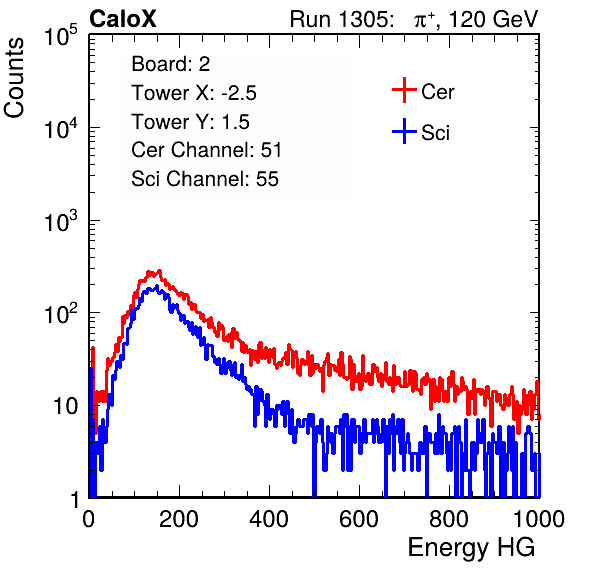 CaloX Run 1305: π⁺, 120 GeV
Counts
10⁵
10⁴
10³
10²
10
1
Board: 2
Tower X: -2.5
Tower Y: 1.5
Cer Channel: 51
Sci Channel: 55
Cer
Sci
0 200 400 600 800 1000
Energy HG